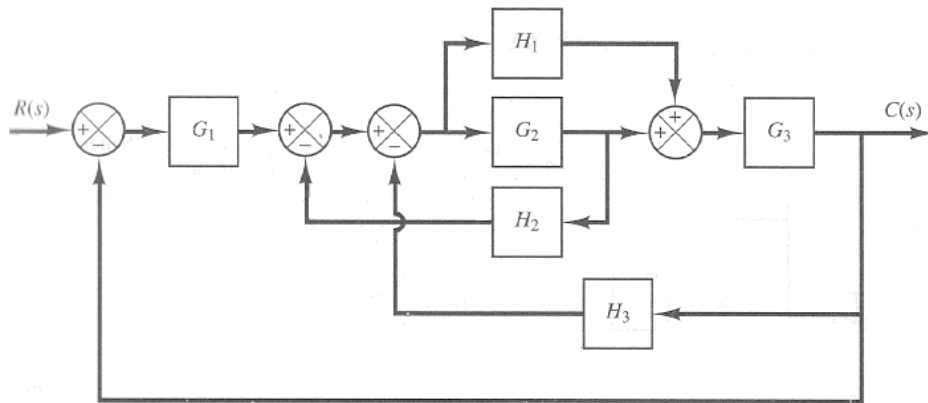 H1
R(s)
C(s)
+
+
G1
+
+
G2
+
+
G3
−
−
−
H2
H3